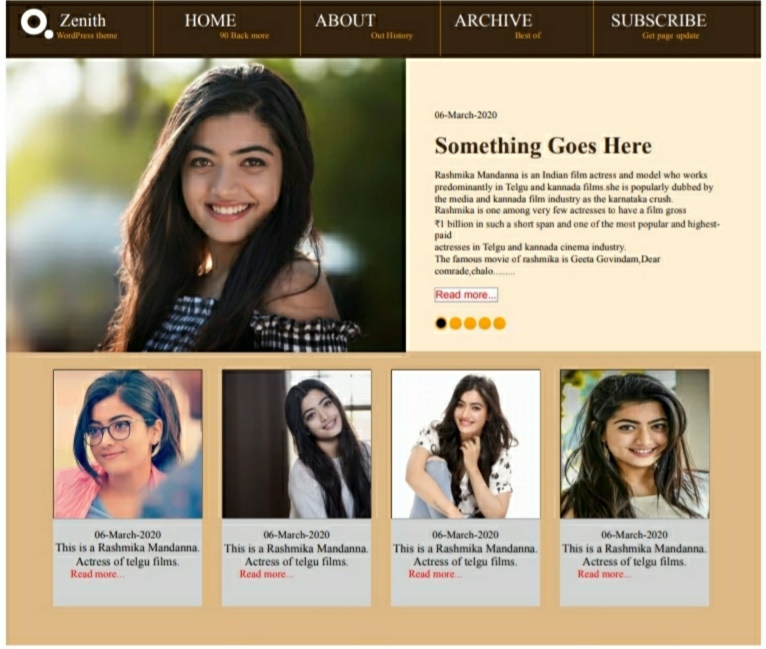 Zenith
WordPress theme
HOME
90 Back more
ABOUT
Out History
ARCHIVE
Best of
SUBSCRIBE
Get page update
06-March-2020
Something Goes Here
Rashmika Mandanna is an Indian film actress and model who works
predominantly in Telgu and kannada films.she is popularly dubbed by
the media and kannada film industry as the karnataka crush.
Rashmika is one among very few actresses to have a film gross
₹1 billion in such a short span and one of the most popular and highest-
paid
actresses in Telgu and kannada cinema industry.
The famous movie of rashmika is Geeta Govindam,Dear
comrade,chalo.........
Read more...
06-March-2020
This is a Rashmika Mandanna.
Actress of telgu films.
Read more...
06-March-2020
This is a Rashmika Mandanna.
Actress of telgu films.
Read more...
06-March-2020
This is a Rashmika Mandanna.
Actress of telgu films.
Read more...
06-March-2020
This is a Rashmika Mandanna.
Actress of telgu films.
Read more...